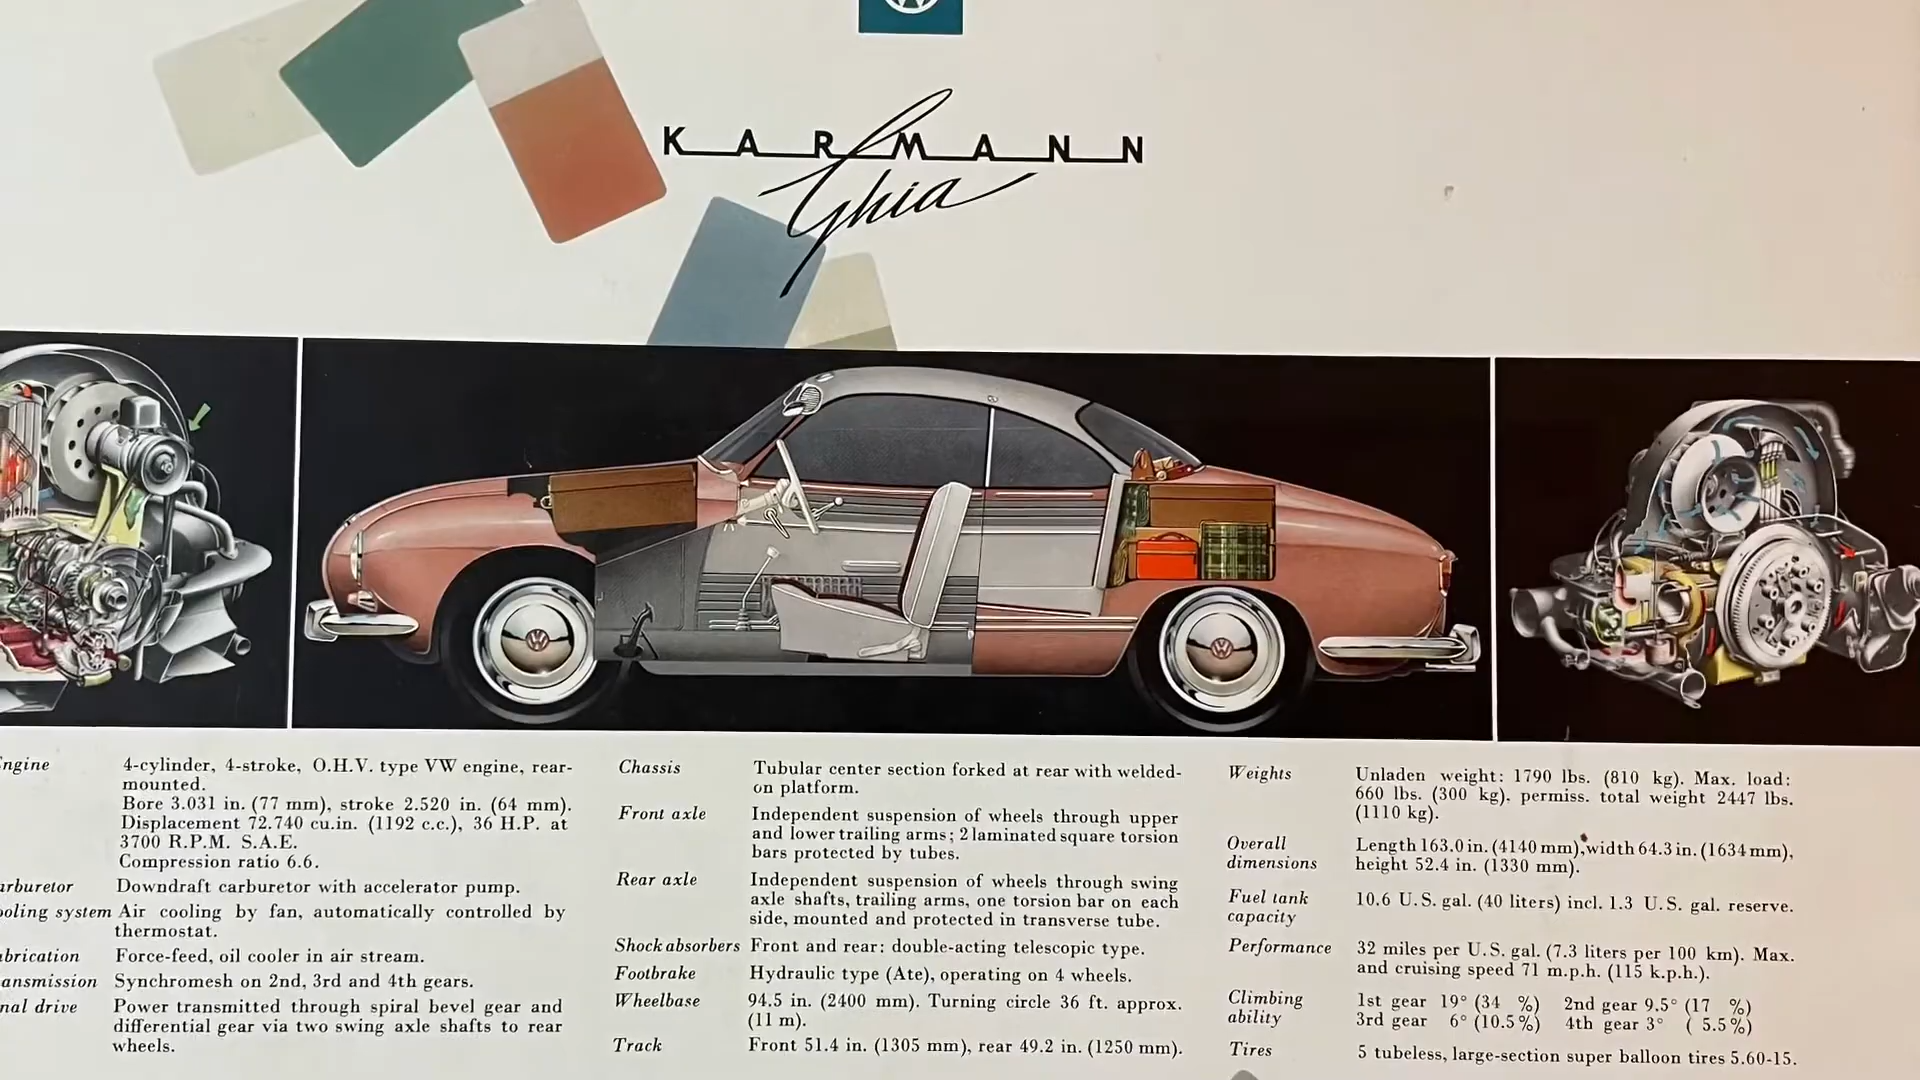 KARMANN
Ghia
ngine 4-cylinder, 4-stroke, O.H.V. type VW engine, rear-
mounted.
Bore 3.031 in. (77 mm), stroke 2.520 in. (64 mm).
Displacement 72.740 cu.in. (1192 c.c.), 36 H.P. at
3700 R.P.M. S.A.E.
Compression ratio 6.6.
arburetor Downdraft carburetor with accelerator pump.
ooling system Air cooling by fan, automatically controlled by
thermostat.
ubrication Force-feed, oil cooler in air stream.
ansmission Synchromesh on 2nd, 3rd and 4th gears.
nal drive Power transmitted through spiral bevel gear and
differential gear via two swing axle shafts to rear
wheels.
Chassis Tubular center section forked at rear with welded-
on platform.
Front axle Independent suspension of wheels through upper
and lower trailing arms; 2 laminated square torsion
bars protected by tubes.
Rear axle Independent suspension of wheels through swing
axle shafts, trailing arms, one torsion bar on each
side, mounted and protected in transverse tube.
Shock absorbers Front and rear: double-acting telescopic type.
Footbrake Hydraulic type (Ate), operating on 4 wheels.
Wheelbase 94.5 in. (2400 mm). Turning circle 36 ft. approx.
(11 m).
Track Front 51.4 in. (1305 mm), rear 49.2 in. (1250 mm).
Weights Unladen weight: 1790 lbs. (810 kg). Max. load:
660 lbs. (300 kg). permiss. total weight 2447 lbs.
(1110 kg).
Overall Length 163.0 in. (4140 mm), width 64.3 in. (1634 mm),
dimensions height 52.4 in. (1330 mm).
Fuel tank 10.6 U.S. gal. (40 liters) incl. 1.3 U.S. gal. reserve.
capacity
Performance 32 miles per U.S. gal. (7.3 liters per 100 km). Max.
and cruising speed 71 m.p.h. (115 k.p.h.).
Climbing 1st gear 19° (34 %) 2nd gear 9.5° (17 %)
ability 3rd gear 6° (10.5%) 4th gear 3° ( 5.5%)
Tires 5 tubeless, large-section super balloon tires 5.60-15.